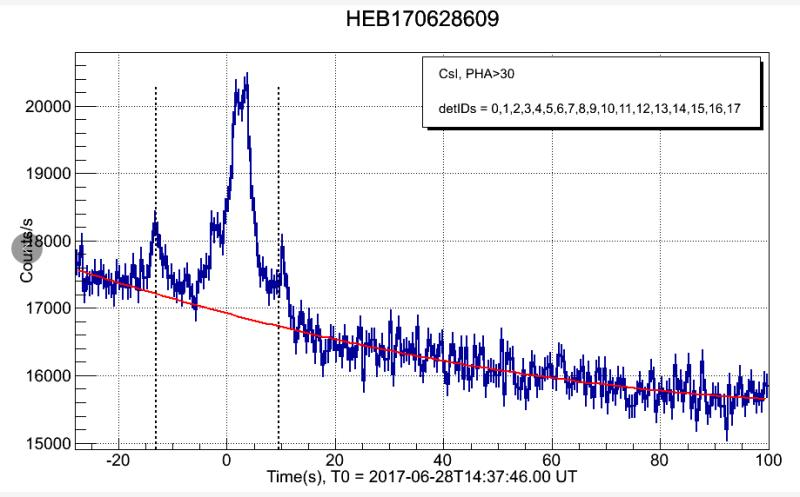 HEB170628609
CsI, PHA>30
detIDs = 0,1,2,3,4,5,6,7,8,9,10,11,12,13,14,15,16,17
Counts/s
20000
19000
18000
17000
16000
15000
-20 0 20 40 60 80 100
Time(s), T0 = 2017-06-28T14:37:46.00 UT